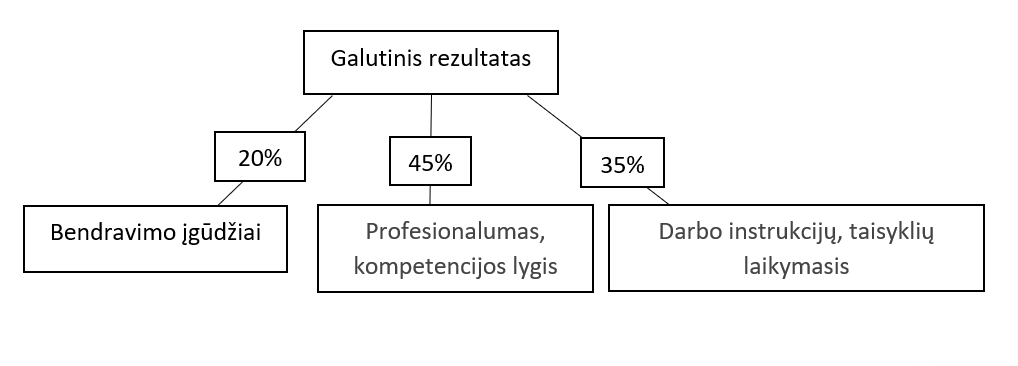 Galutinis rezultatas
20%
45%
35%
Bendravimo įgūdžiai
Profesionalumas,
kompetencijos lygis
Darbo instrukcijų, taisyklių
laikymasis